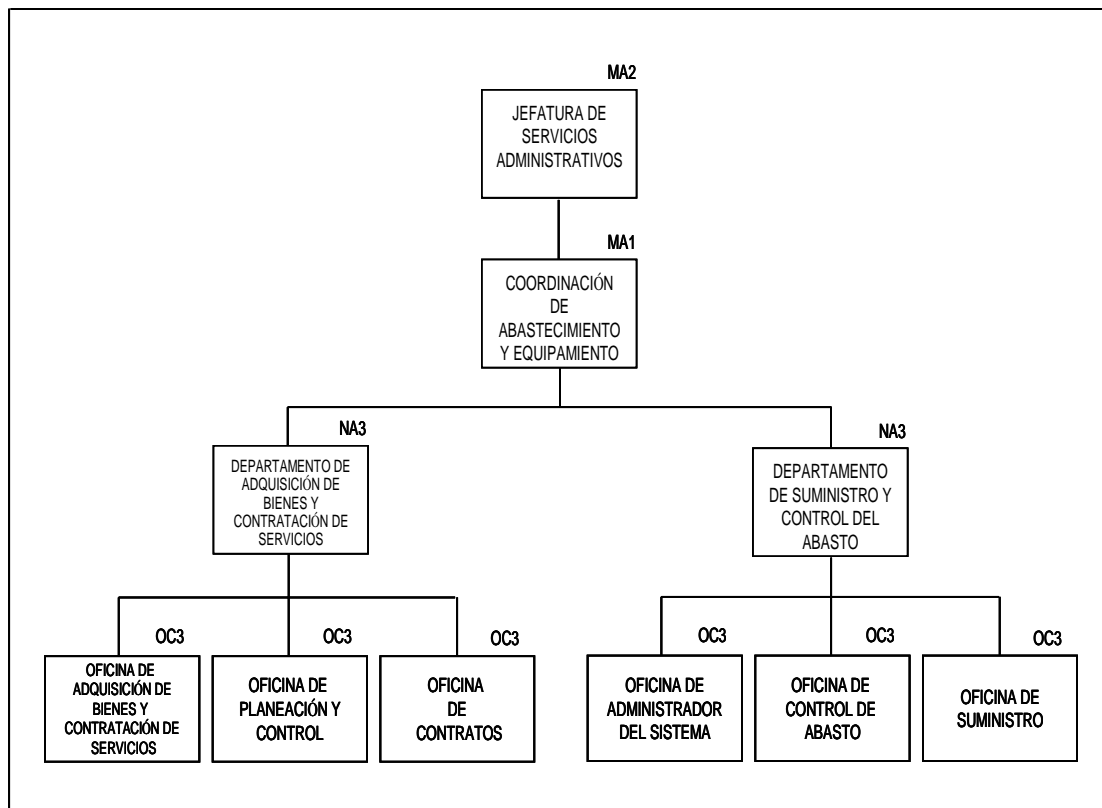 MA2
JEFATURA DE
SERVICIOS
ADMINISTRATIVOS
MA1
COORDINACIÓN
DE
ABASTECIMIENTO
Y EQUIPAMIENTO
NA3
DEPARTAMENTO DE
ADQUISICIÓN DE
BIENES Y
CONTRATACIÓN DE
SERVICIOS
NA3
DEPARTAMENTO
DE SUMINISTRO Y
CONTROL DEL
ABASTO
OC3
OFICINA DE
ADQUISICIÓN DE
BIENES Y
CONTRATACIÓN DE
SERVICIOS
OC3
OFICINA DE
PLANEACIÓN Y
CONTROL
OC3
OFICINA
DE
CONTRATOS
OC3
OFICINA DE
ADMINISTRADOR
DEL SISTEMA
OC3
OFICINA DE
CONTROL DE
ABASTO
OC3
OFICINA DE
SUMINISTRO